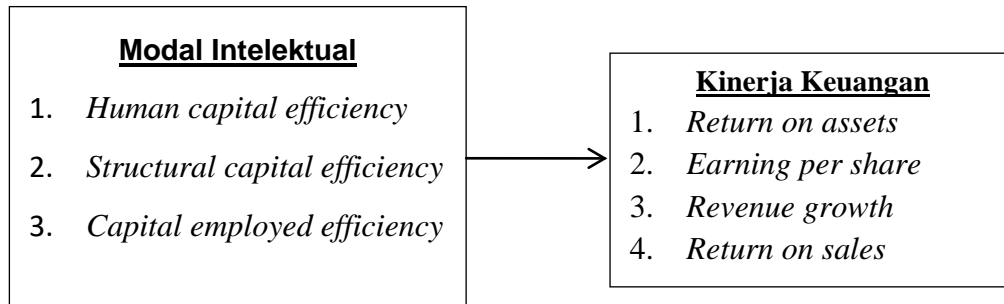 Modal Intelektual
1. Human capital efficiency
2. Structural capital efficiency
3. Capital employed efficiency
Kinerja Keuangan
1. Return on assets
2. Earning per share
3. Revenue growth
4. Return on sales